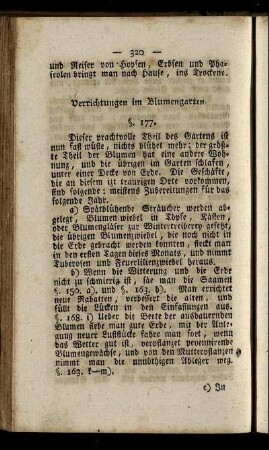 — 320 —
und Reiser von Hopfen, Erbsen und Pha-
seolen bringt man nach Hause, ins Trockene.
Verrichtungen im Blumengarten.
§. 177.
Dieser prachtvolle Theil des Gartens ist
nun fast wüste, nichts blühet mehr; der größ-
te Theil der Blumen hat eine andere Woh-
nung, und die übrigen im Garten schlafen
unter einer Decke von Erde. Die Geschäfte,
die an diesem itzt traurigen Orte vorkommen,
sind folgende: meistens Zubereitungen für das
folgende Jahr.
a) Spätblühende Sträucher werden ab-
gelegt, Blumenzwiebel in Töpfe, Kästen,
oder Blumengläser zur Wintertreiberey gesetzt,
die übrigen Blumenzwiebel, die noch nicht in
die Erde gebracht werden konnten, steckt man
in den ersten Tagen dieses Monats, und nimmt
Tuberosen und Feuerlilienzwiebel heraus.
b) Wenn die Witterung und die Erde
nicht zu schmierig ist, säe man die Saamen
§. 150. a). und §. 163. b). Man errichtet
neue Rabatten, verbessert die alten, und
füllt die Lücken in den Einfassungen aus.
§. 168. i) Ueber die Beete der ausdauernden
Blumen siebe man gute Erde, mit der Anle-
gung neuer Luststücke fahre man fort, wenn
das Wetter gut ist, verpflanzet perennirende
Blumengewächse, und von den Mutterpflanzen
nimmt man die unnöthigen Ableger weg.
§. 163. k—m).
c) In